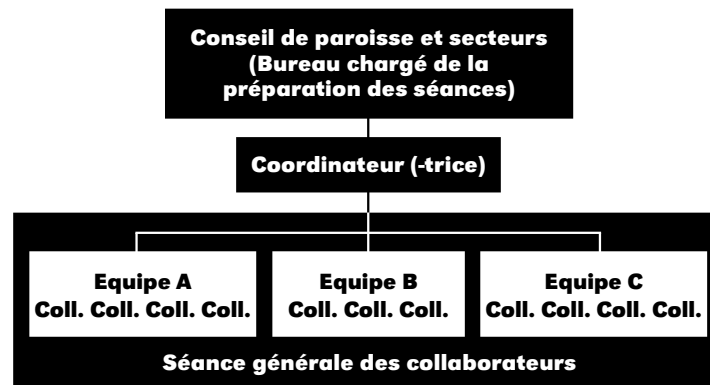 Conseil de paroisse et secteurs
(Bureau chargé de la
préparation des séances)
Coordinateur (-trice)
Equipe A
Coll. Coll. Coll. Coll.
Equipe B
Coll. Coll. Coll.
Equipe C
Coll. Coll. Coll. Coll.
Séance générale des collaborateurs